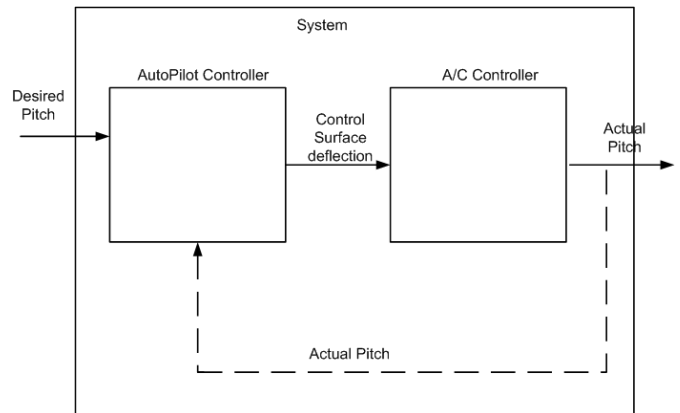 System
AutoPilot Controller
A/C Controller
Desired
Pitch
Control
Surface
deflection
Actual
Pitch
Actual Pitch